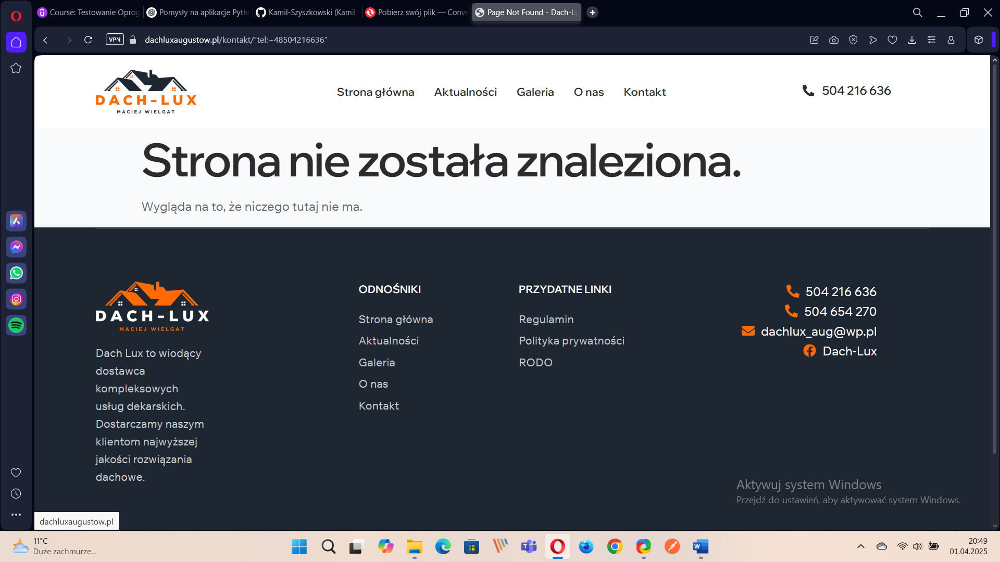 Course: Testowanie Oprog
Pomysły na aplikacje Pyth
Kamil-Szyszkowski (Kamil
Pobierz swój plik — Conve
Page Not Found - Dach-Lu
VPN
dachluxaugustow.pl/kontakt/“tel:+48504216636”
DACH-LUX
MACIEJ WIELGAT
Strona główna
Aktualności
Galeria
O nas
Kontakt
504 216 636
Strona nie została znaleziona.
Wygląda na to, że niczego tutaj nie ma.
DACH-LUX
MACIEJ WIELGAT
Dach Lux to wiodący
dostawca
kompleksowych
usług dekarskich.
Dostarczamy naszym
klientom najwyższej
jakości rozwiązania
dachowe.
ODNOŚNIKI
Strona główna
Aktualności
Galeria
O nas
Kontakt
PRZYDATNE LINKI
Regulamin
Polityka prywatności
RODO
504 216 636
504 654 270
dachlux_aug@wp.pl
Dach-Lux
Aktywuj system Windows
Przejdź do ustawień, aby aktywować system Windows.
dachluxaugustow.pl
11°C
Duże zachmurze...
20:49
01.04.2025